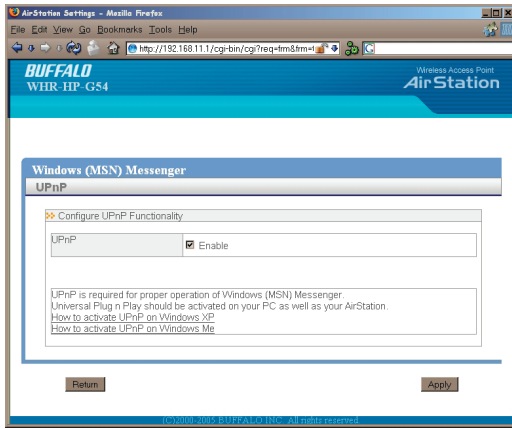 AirStation Settings - Mozilla Firefox
File Edit View Go Bookmarks Tools Help
http://192.168.11.1/cgi-bin/cgi?req=frm&frm=
BUFFALO
WHR-HP-G54
Wireless Access Point
AirStation
Windows (MSN) Messenger
UPnP
Configure UPnP Functionality
UPnP
Enable
UPnP is required for proper operation of Windows (MSN) Messenger.
Universal Plug n Play should be activated on your PC as well as your AirStation.
How to activate UPnP on Windows XP
How to activate UPnP on Windows Me
Return
Apply
(C)2000-2005 BUFFALO INC. All rights reserved.